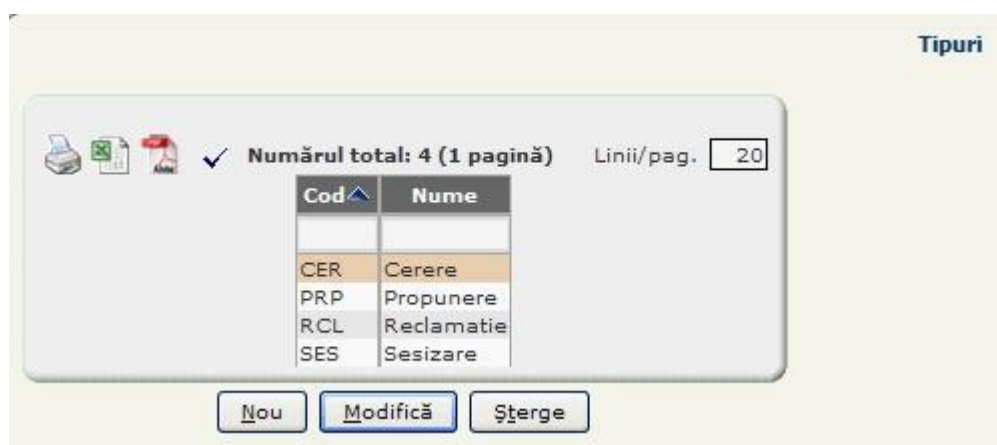 Tipuri
Numărul total: 4 (1 pagină) Linii/pag. 20
Cod Nume
CER Cerere
PRP Propunere
RCL Reclamatie
SES Sesizare
Nou Modifică Şterge